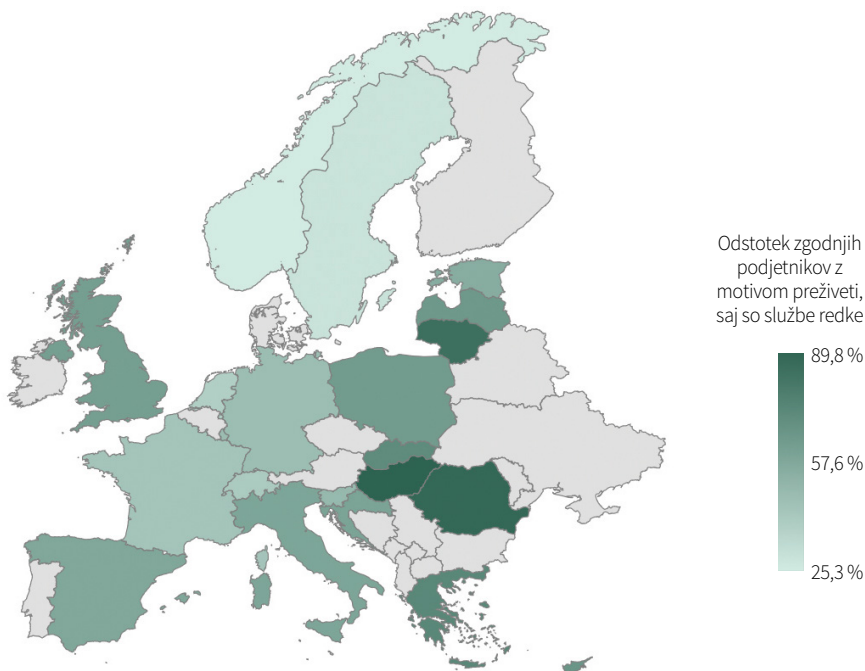 Odstotek zgodnjih
podjetnikov z
motivom preživeti,
saj so službe redke
89,8 %
57,6 %
25,3 %